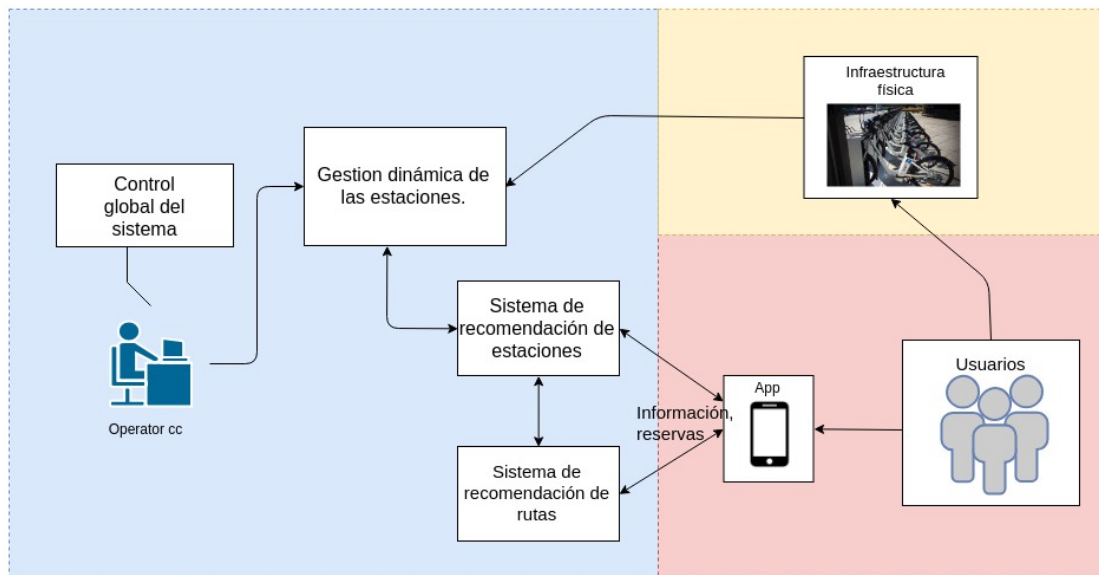 Infraestructura
física
Gestion dinámica de
las estaciones.
Control
global del
sistema
Sistema de
recomendación de
estaciones
Operator cc
App
Usuarios
Información,
reservas
Sistema de
recomendación de
rutas